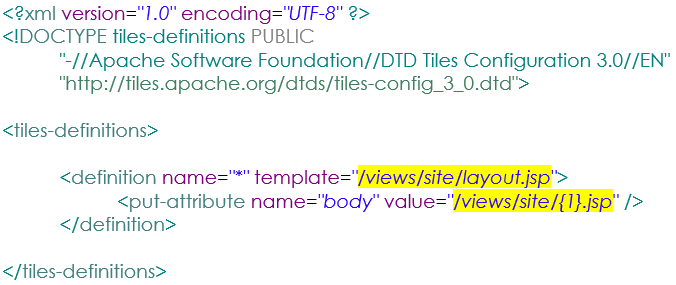 <?xml version="1.0" encoding="UTF-8" ?>
<!DOCTYPE tiles-definitions PUBLIC
"-//Apache Software Foundation//DTD Tiles Configuration 3.0//EN"
"http://tiles.apache.org/dtds/tiles-config_3_0.dtd">
<tiles-definitions>
<definition name="*" template="/views/site/layout.jsp">
<put-attribute name="body" value="/views/site/{1}.jsp" />
</definition>
</tiles-definitions>